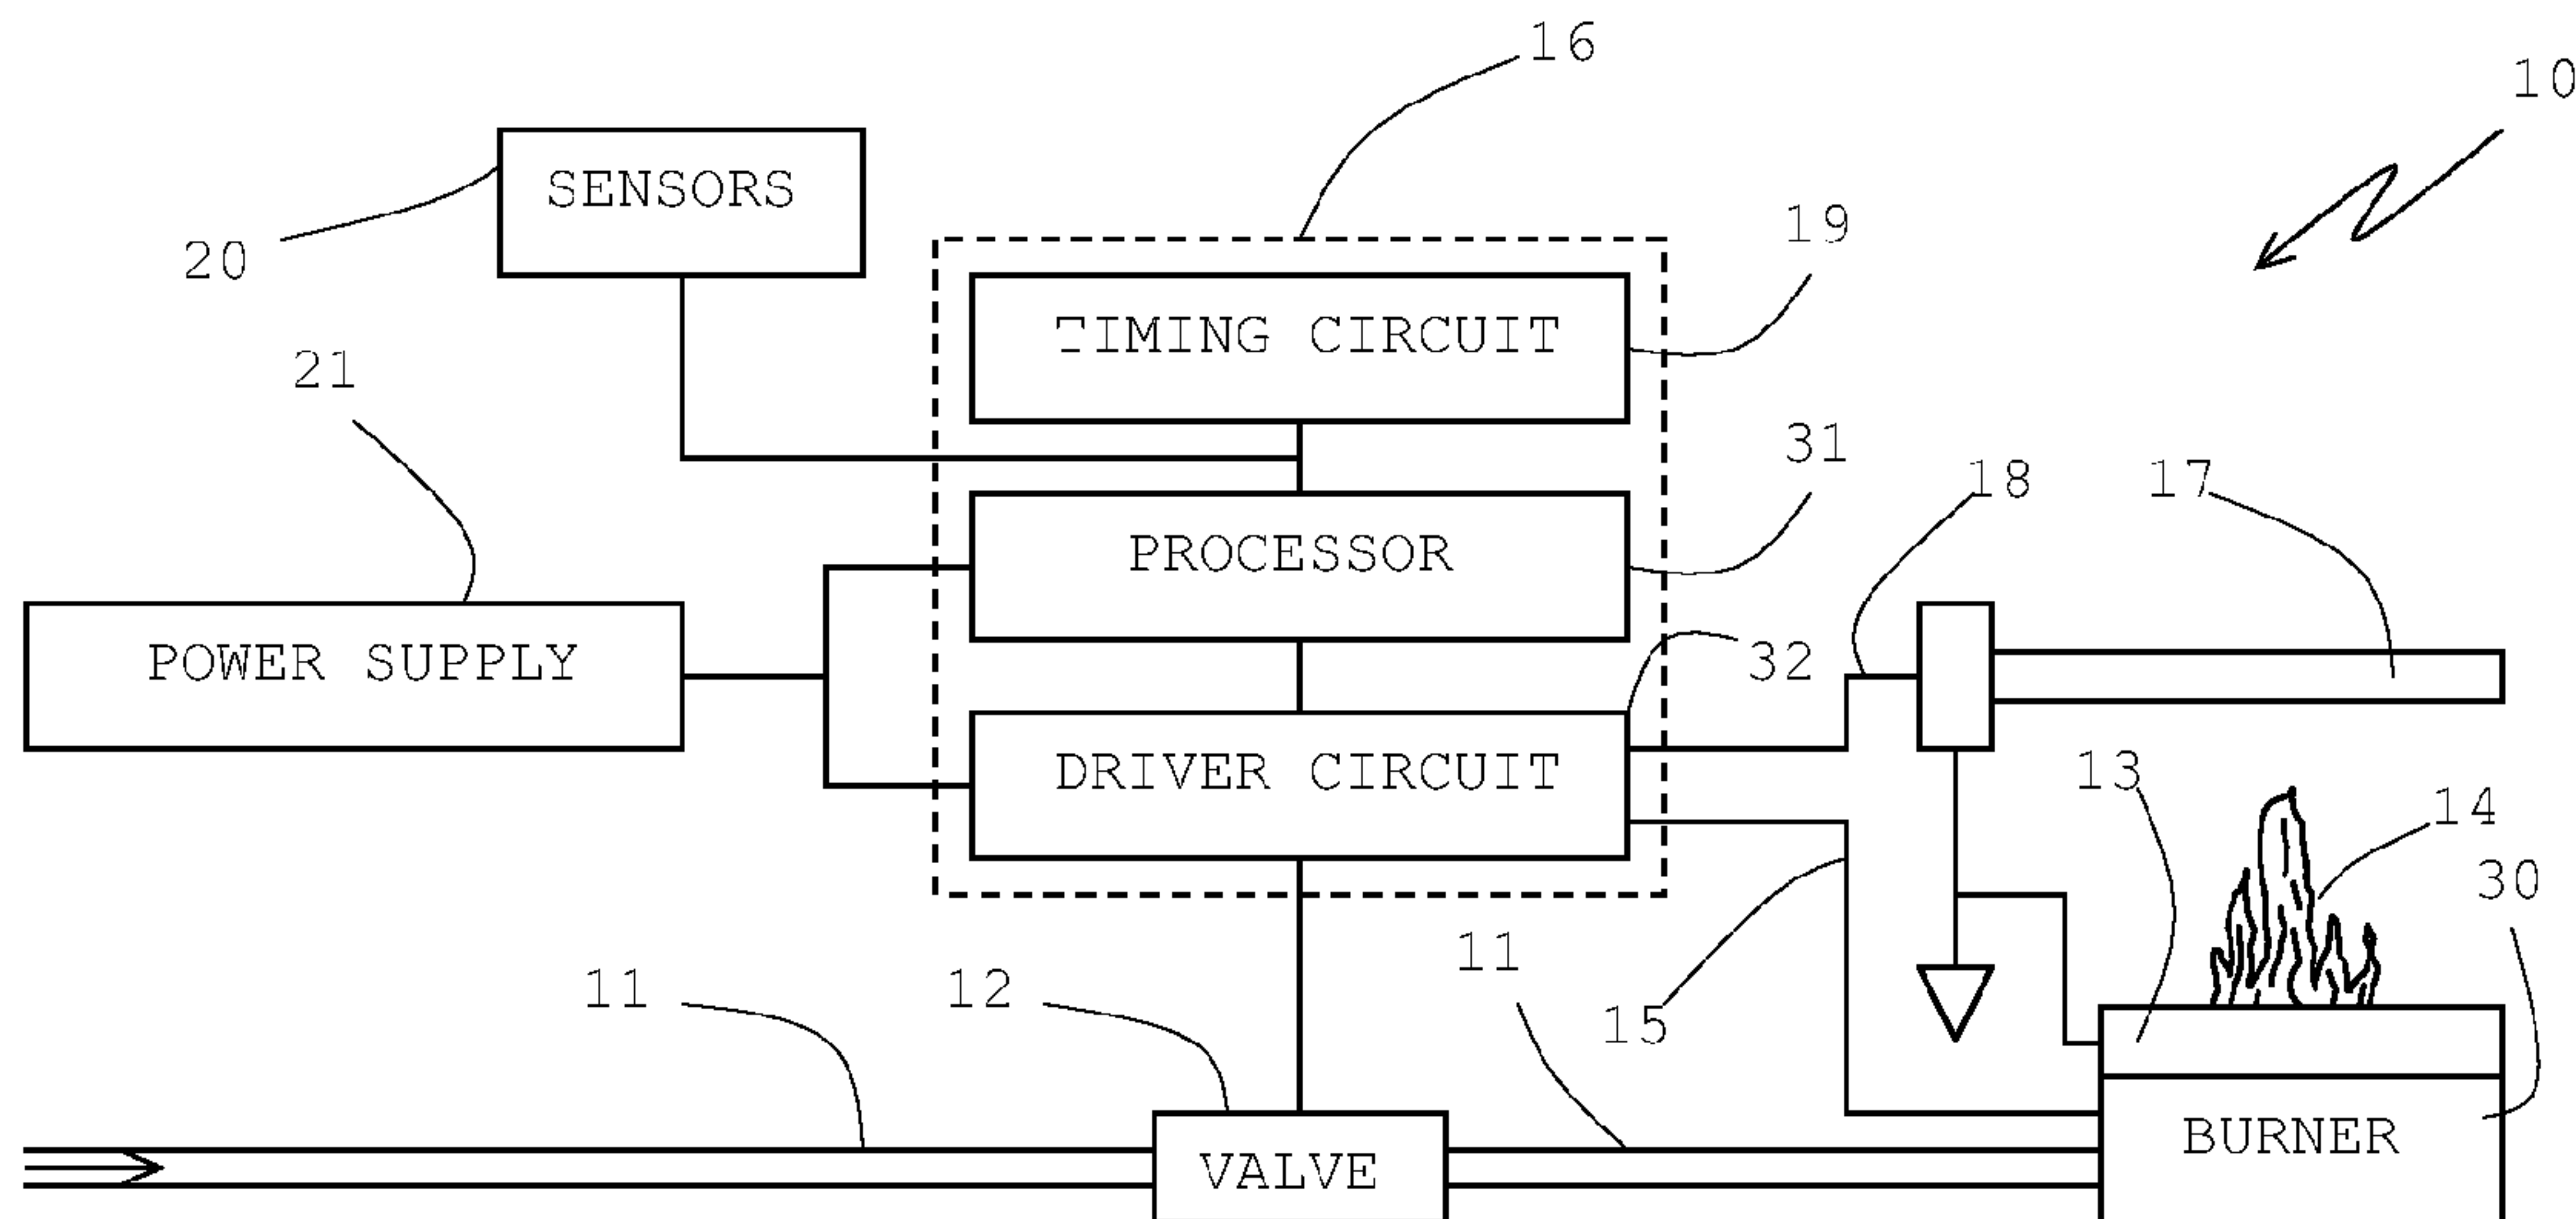 16
10
SENSORS
19
20
TIMING CIRCUIT
21
31
18
17
PROCESSOR
32
POWER SUPPLY
13
DRIVER CIRCUIT
14
30
11
11
12
15
BURNER
VALVE